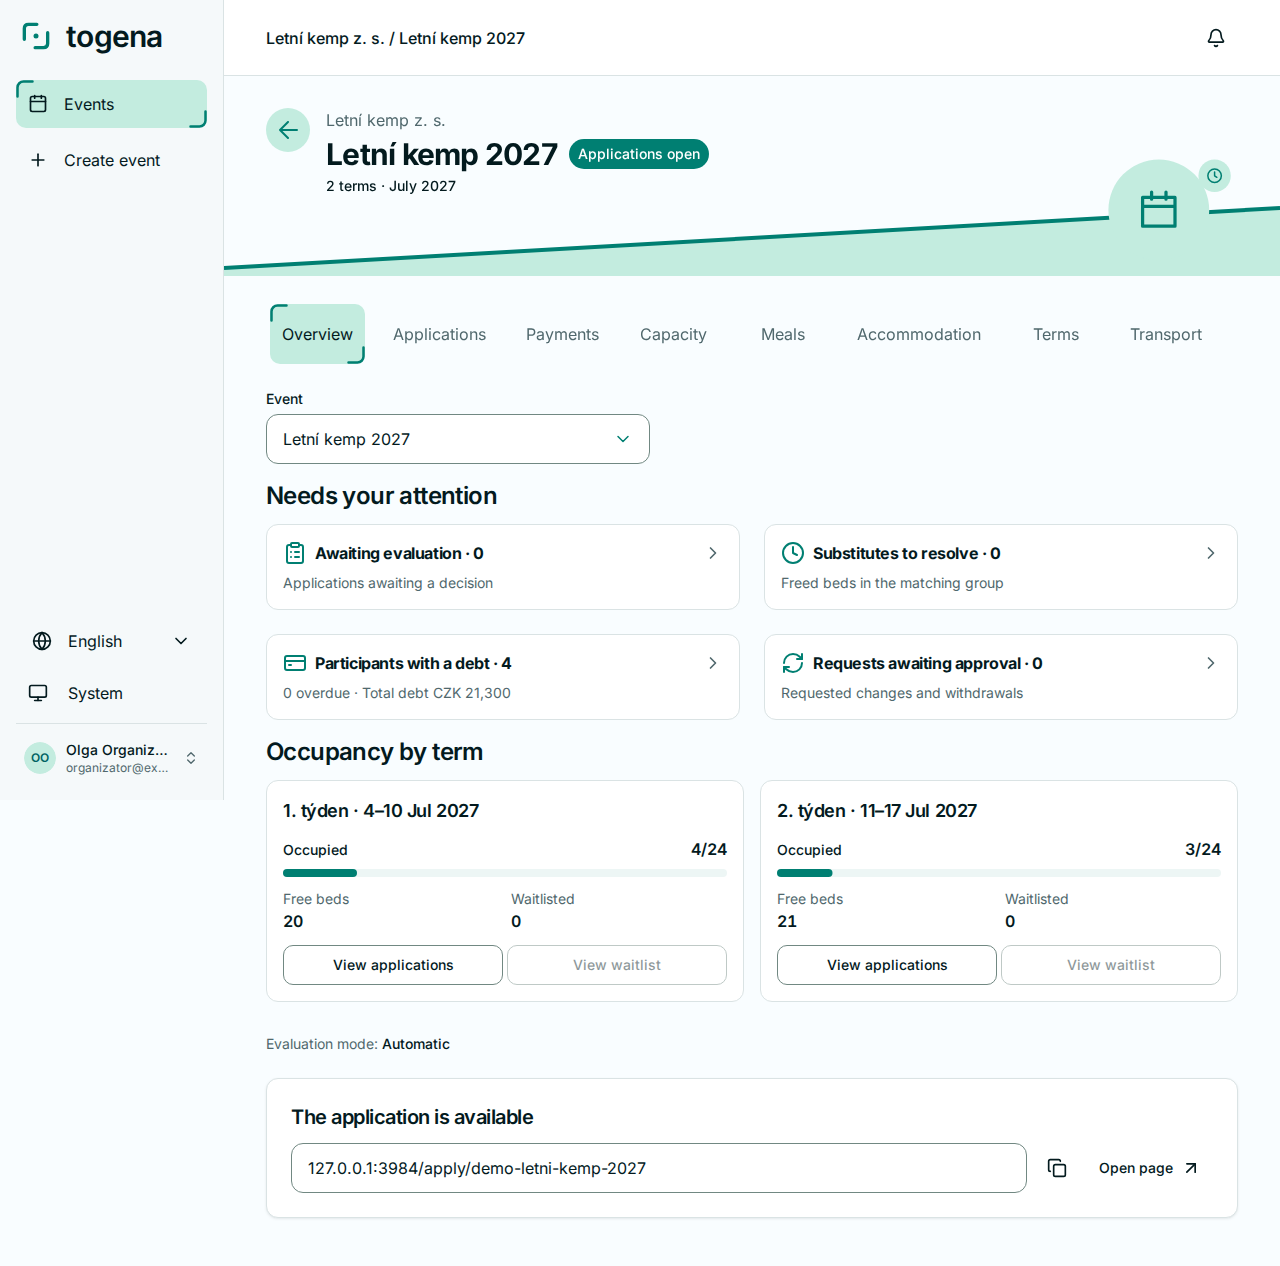 togena
Letní kemp z. s. / Letní kemp 2027
Events
Create event
Letní kemp z. s.
Letní kemp 2027
Applications open
2 terms · July 2027
Overview
Applications
Payments
Capacity
Meals
Accommodation
Terms
Transport
Event
Letní kemp 2027
Needs your attention
Awaiting evaluation · 0
Applications awaiting a decision
Substitutes to resolve · 0
Freed beds in the matching group
Participants with a debt · 4
0 overdue · Total debt CZK 21,300
Requests awaiting approval · 0
Requested changes and withdrawals
English
System
OO
Olga Organiz...
organizator@ex...
Occupancy by term
1. týden · 4–10 Jul 2027
Occupied
4/24
Free beds
20
Waitlisted
0
View applications
View waitlist
2. týden · 11–17 Jul 2027
Occupied
3/24
Free beds
21
Waitlisted
0
View applications
View waitlist
Evaluation mode: Automatic
The application is available
127.0.0.1:3984/apply/demo-letni-kemp-2027
Open page